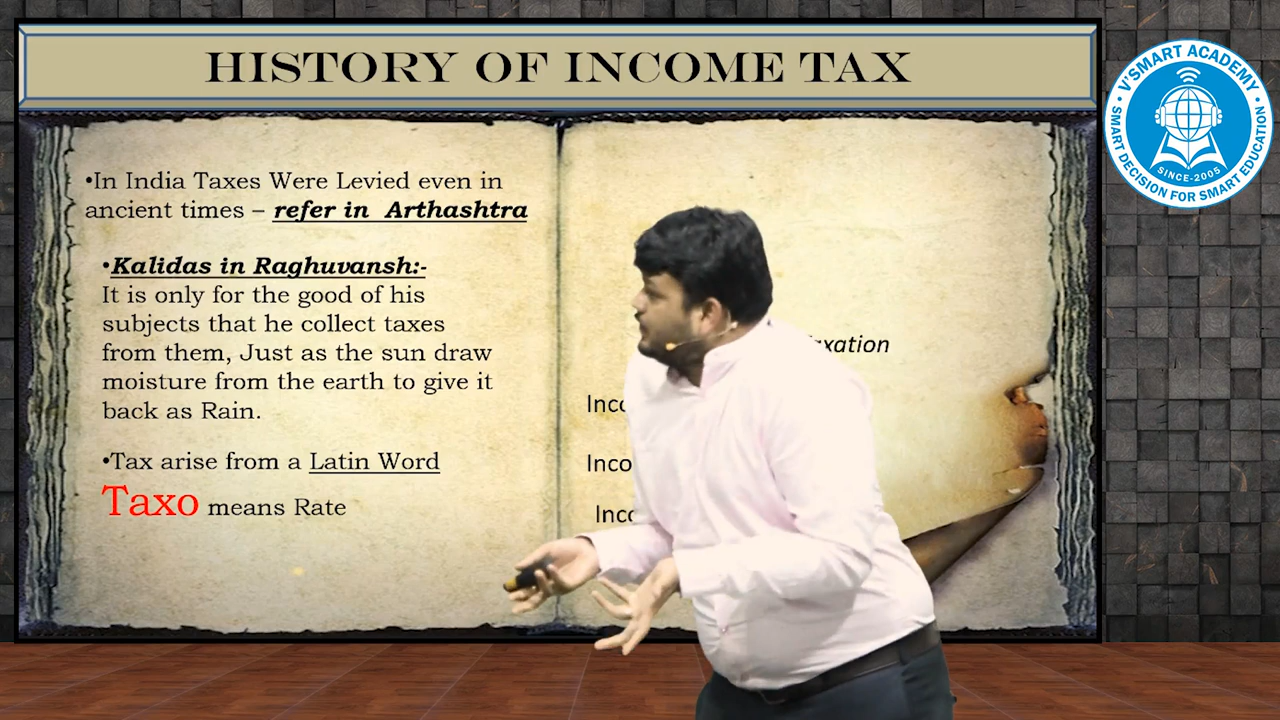 HISTORY OF INCOME TAX
•In India Taxes Were Levied even in
ancient times – refer in Arthashtra
•Kalidas in Raghuvansh:-
It is only for the good of his
subjects that he collect taxes
from them, Just as the sun draw
moisture from the earth to give it
back as Rain.
•Tax arise from a Latin Word
Taxo means Rate
V'SMART ACADEMY
SINCE-2005
• SMART DECISION FOR SMART EDUCATION •